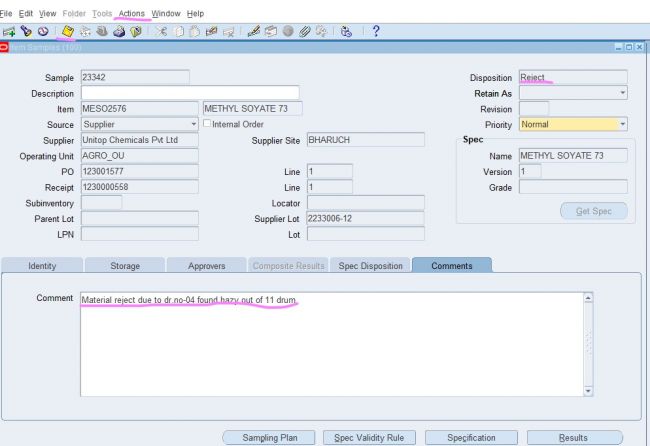 File Edit View Folder Tools Actions Window Help
Item Samples (100)
Sample 23342
Disposition Reject
Description
Retain As
Item MESO2576 METHYL SOYATE 73
Revision
Source Supplier Internal Order
Priority Normal
Supplier Unitop Chemicals Pvt Ltd Supplier Site BHARUCH
Spec
Operating Unit AGRO_OU
Name METHYL SOYATE 73
PO 123001577 Line 1
Version 1
Receipt 1230000558 Line 1
Grade
Subinventory Locator
Get Spec
Parent Lot Supplier Lot 2233006-12
LPN Lot
Identity Storage Approvers Composite Results Spec Disposition Comments
Comment Material reject due to dr.no-04 found hazy out of 11 drum.
Sampling Plan Spec Validity Rule Specification Results